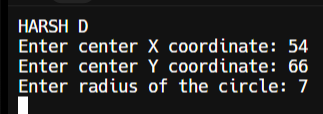 HARSH D
Enter center X coordinate: 54
Enter center Y coordinate: 66
Enter radius of the circle: 7